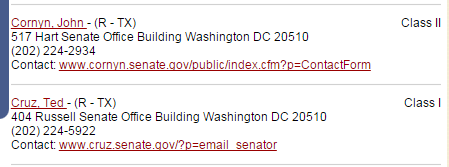 Cornyn, John - (R - TX) Class II
517 Hart Senate Office Building Washington DC 20510
(202) 224-2934
Contact: www.cornyn.senate.gov/public/index.cfm?p=ContactForm
Cruz, Ted - (R - TX) Class I
404 Russell Senate Office Building Washington DC 20510
(202) 224-5922
Contact: www.cruz.senate.gov/?p=email_senator